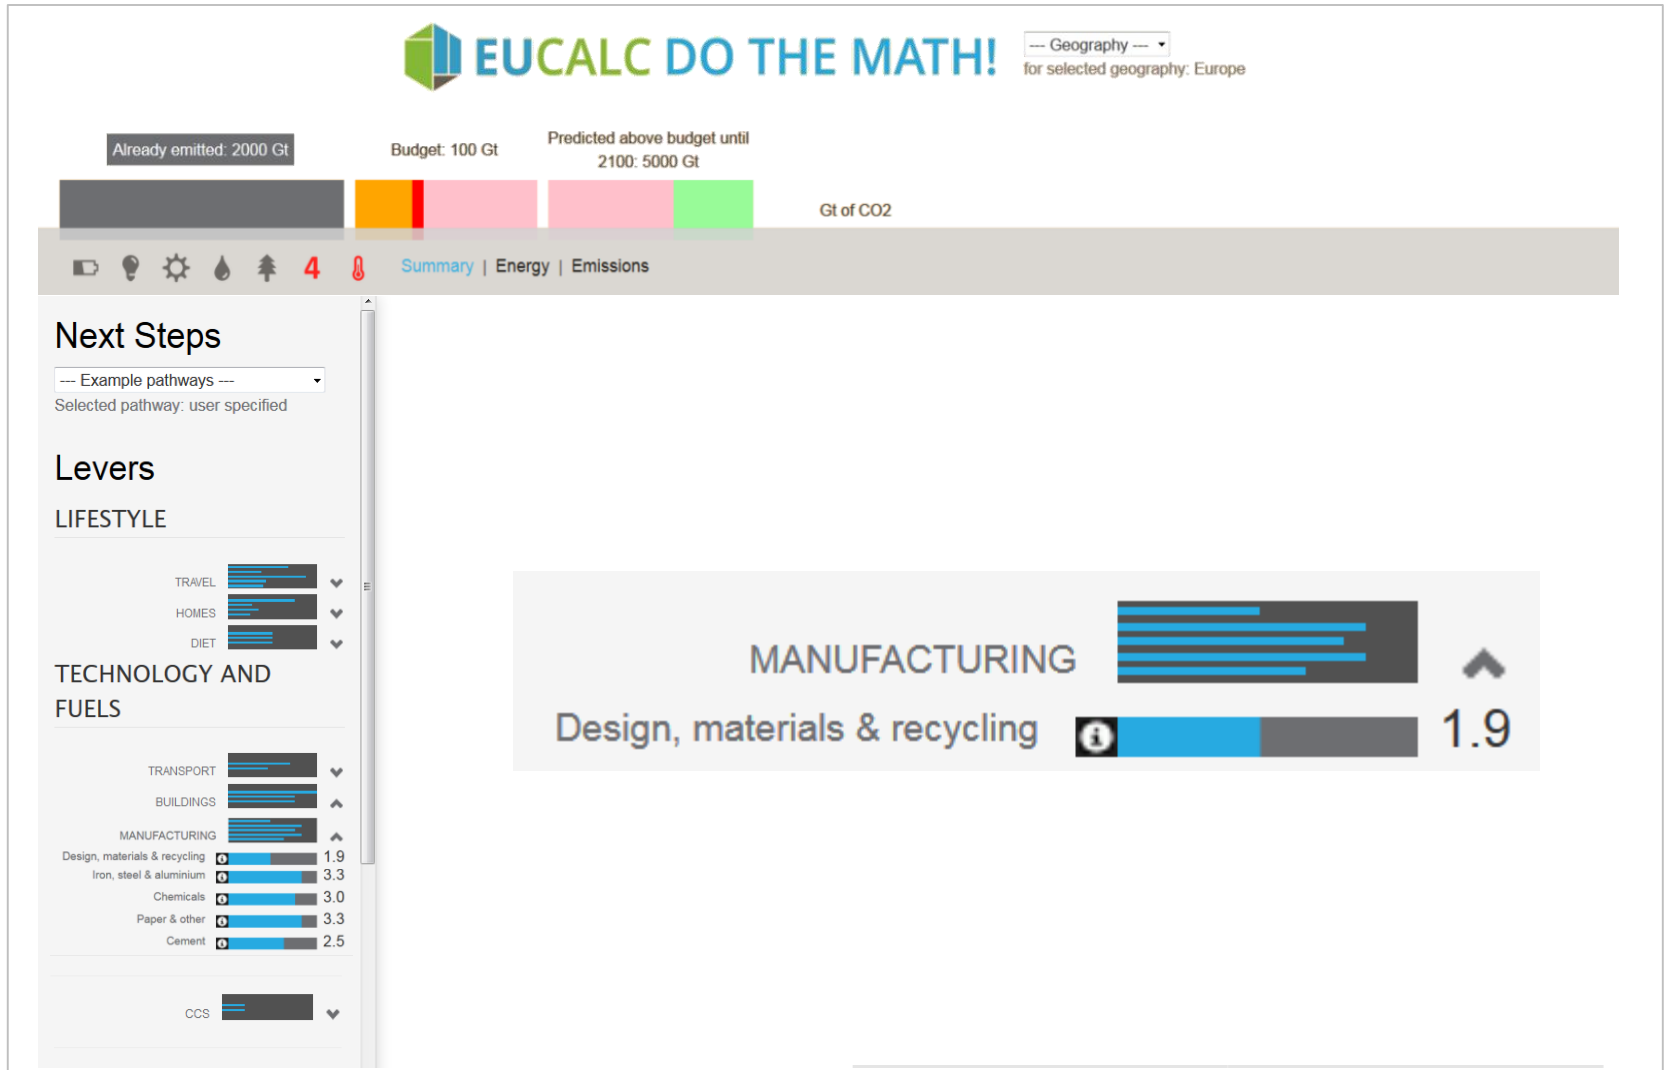 EUCALC DO THE MATH!
--- Geography ---
for selected geography: Europe
Already emitted: 2000 Gt
Budget: 100 Gt
Predicted above budget until
2100: 5000 Gt
Gt of CO2
4
Summary | Energy | Emissions
Next Steps
--- Example pathways ---
Selected pathway: user specified
Levers
LIFESTYLE
TRAVEL
HOMES
DIET
TECHNOLOGY AND
FUELS
TRANSPORT
BUILDINGS
MANUFACTURING
Design, materials & recycling 1.9
Iron, steel & aluminium 3.3
Chemicals 3.0
Paper & other 3.3
Cement 2.5
CCS
MANUFACTURING
Design, materials & recycling 1.9